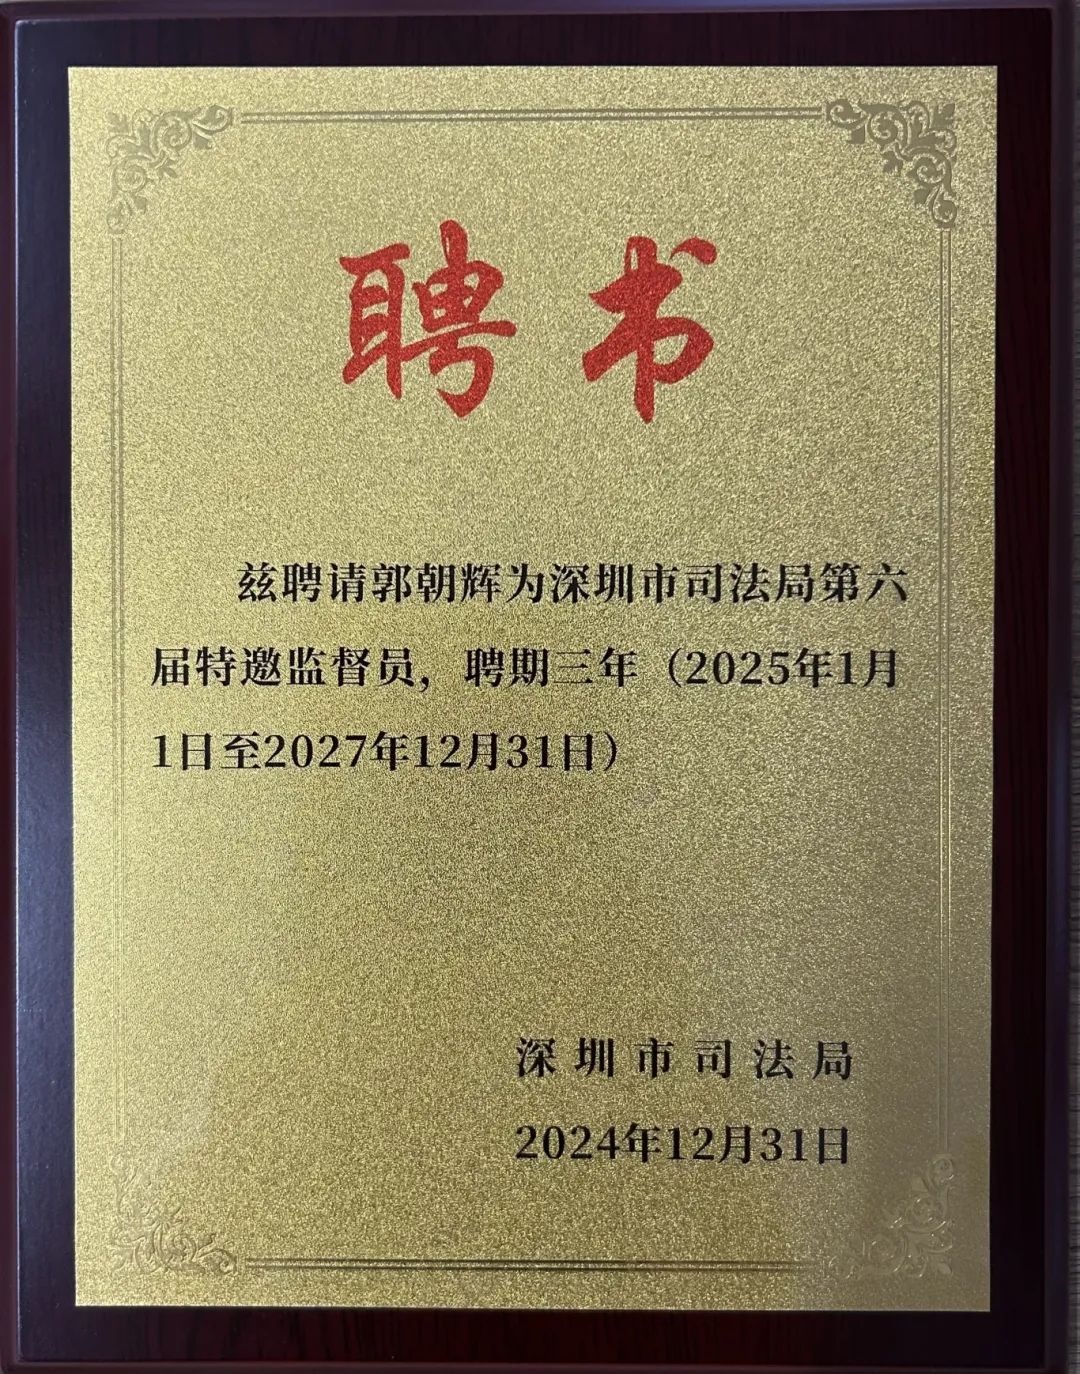 聘书
兹聘请郭朝辉为深圳市司法局第六
届特邀监督员，聘期三年（2025年1月
1日至2027年12月31日）
深圳市司法局
2024年12月31日